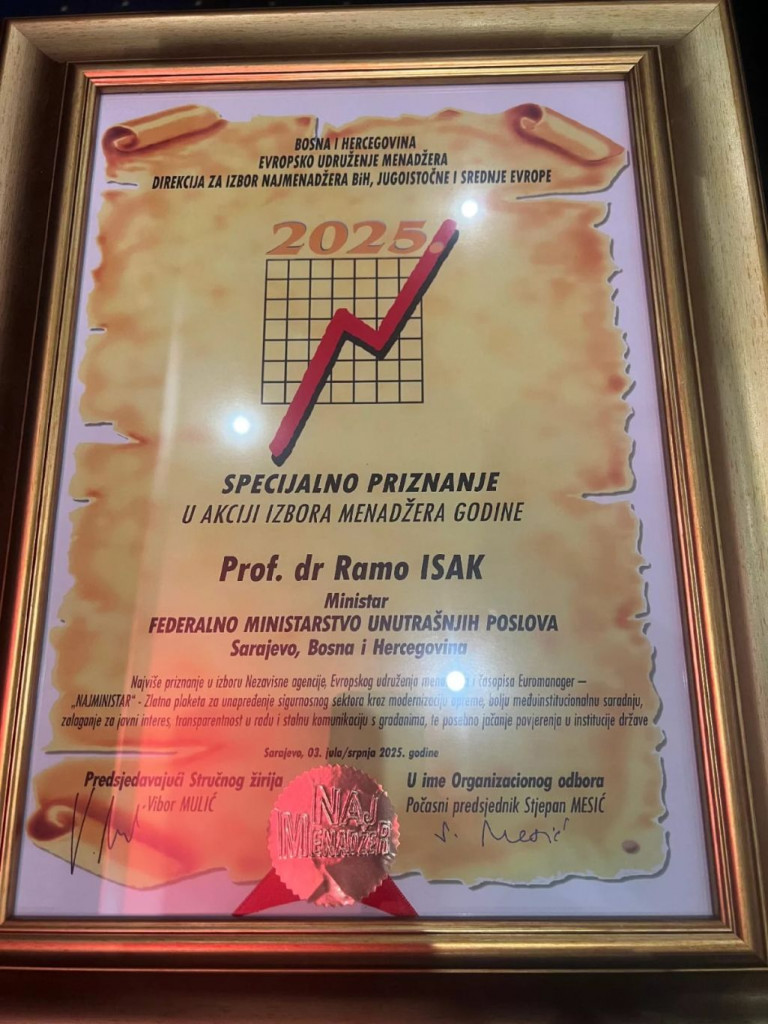 BOSNA I HERCEGOVINA
EVROPSKO UDRUŽENJE MENADŽERA
DIREKCIJA ZA IZBOR NAJMENADŽERA BiH, JUGOISTOČNE I SREDNJE EVROPE
2025.
SPECIJALNO PRIZNANJE
U AKCIJI IZBORA MENADŽERA GODINE
Prof. dr Ramo ISAK
Ministar
FEDERALNO MINISTARSTVO UNUTRAŠNJIH POSLOVA
Sarajevo, Bosna i Hercegovina
Najviše priznanje u izboru Nezavisne agencije, Evropskog udruženja i časopisa Euromanager –
„NAJMINISTAR“ - Zlatna plaketa za unapređenje sigurnosnog sektora kroz modernizaciju opreme, bolju međuinstitucionalnu saradnju,
zalaganje za javni interes, transparentnost u radu i stalnu komunikaciju s građanima, te posebno jačanje povjerenja u institucije države
Sarajevo, 03. jula/srpnja 2025. godine
Predsjedavajući Stručnog žirija
Vibor MULIĆ
U ime Organizacionog odbora
Počasni predsjednik Stjepan MESIĆ
S. Mesić
NAJ
MENADŽER